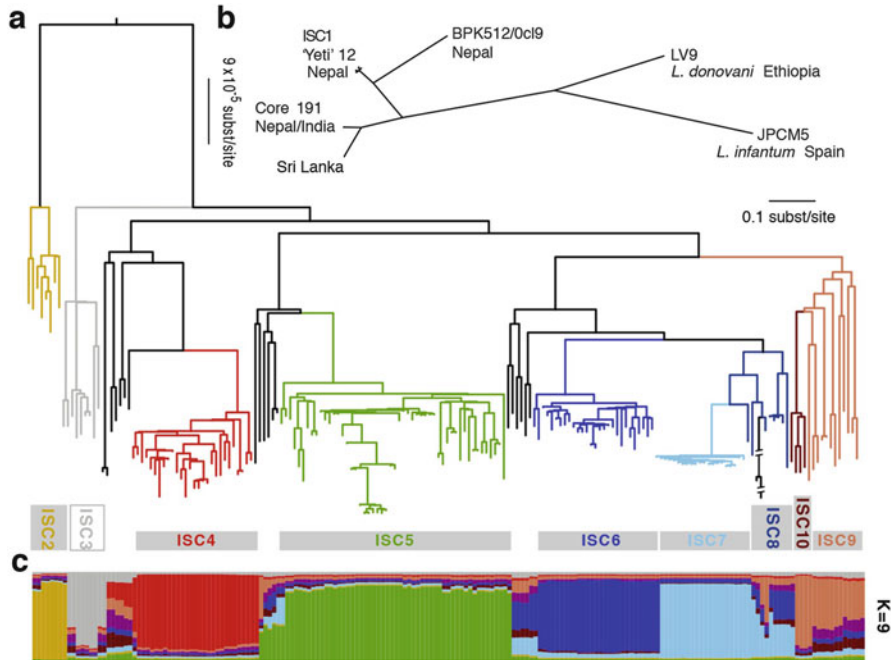 a
b
9 x 10⁻⁵ subst/site
ISC1
'Yeti' 12
Nepal
BPK512/0cl9
Nepal
LV9
L. donovani Ethiopia
Core 191
Nepal/India
JPCM5
L. infantum Spain
Sri Lanka
0.1 subst/site
ISC2
ISC3
ISC4
ISC5
ISC6
ISC7
ISC8
ISC10
ISC9
c
K=9